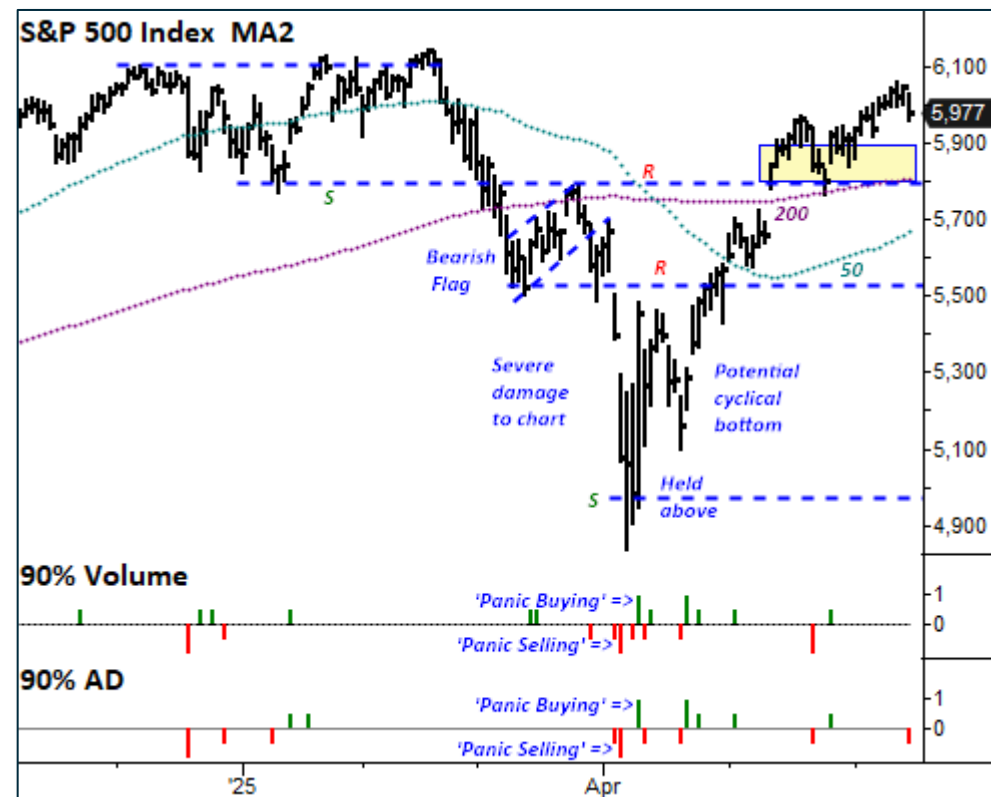 S&P 500 Index MA2
6,100
5,977
5,900
R
S
200
5,700
Bearish
Flag
R
50
5,500
Severe
damage
to chart
Potential
cyclical
bottom
5,300
5,100
S
Held
above
4,900
90% Volume
'Panic Buying' =>
1
0
'Panic Selling' =>
90% AD
'Panic Buying' =>
1
0
'Panic Selling' =>
'25
Apr